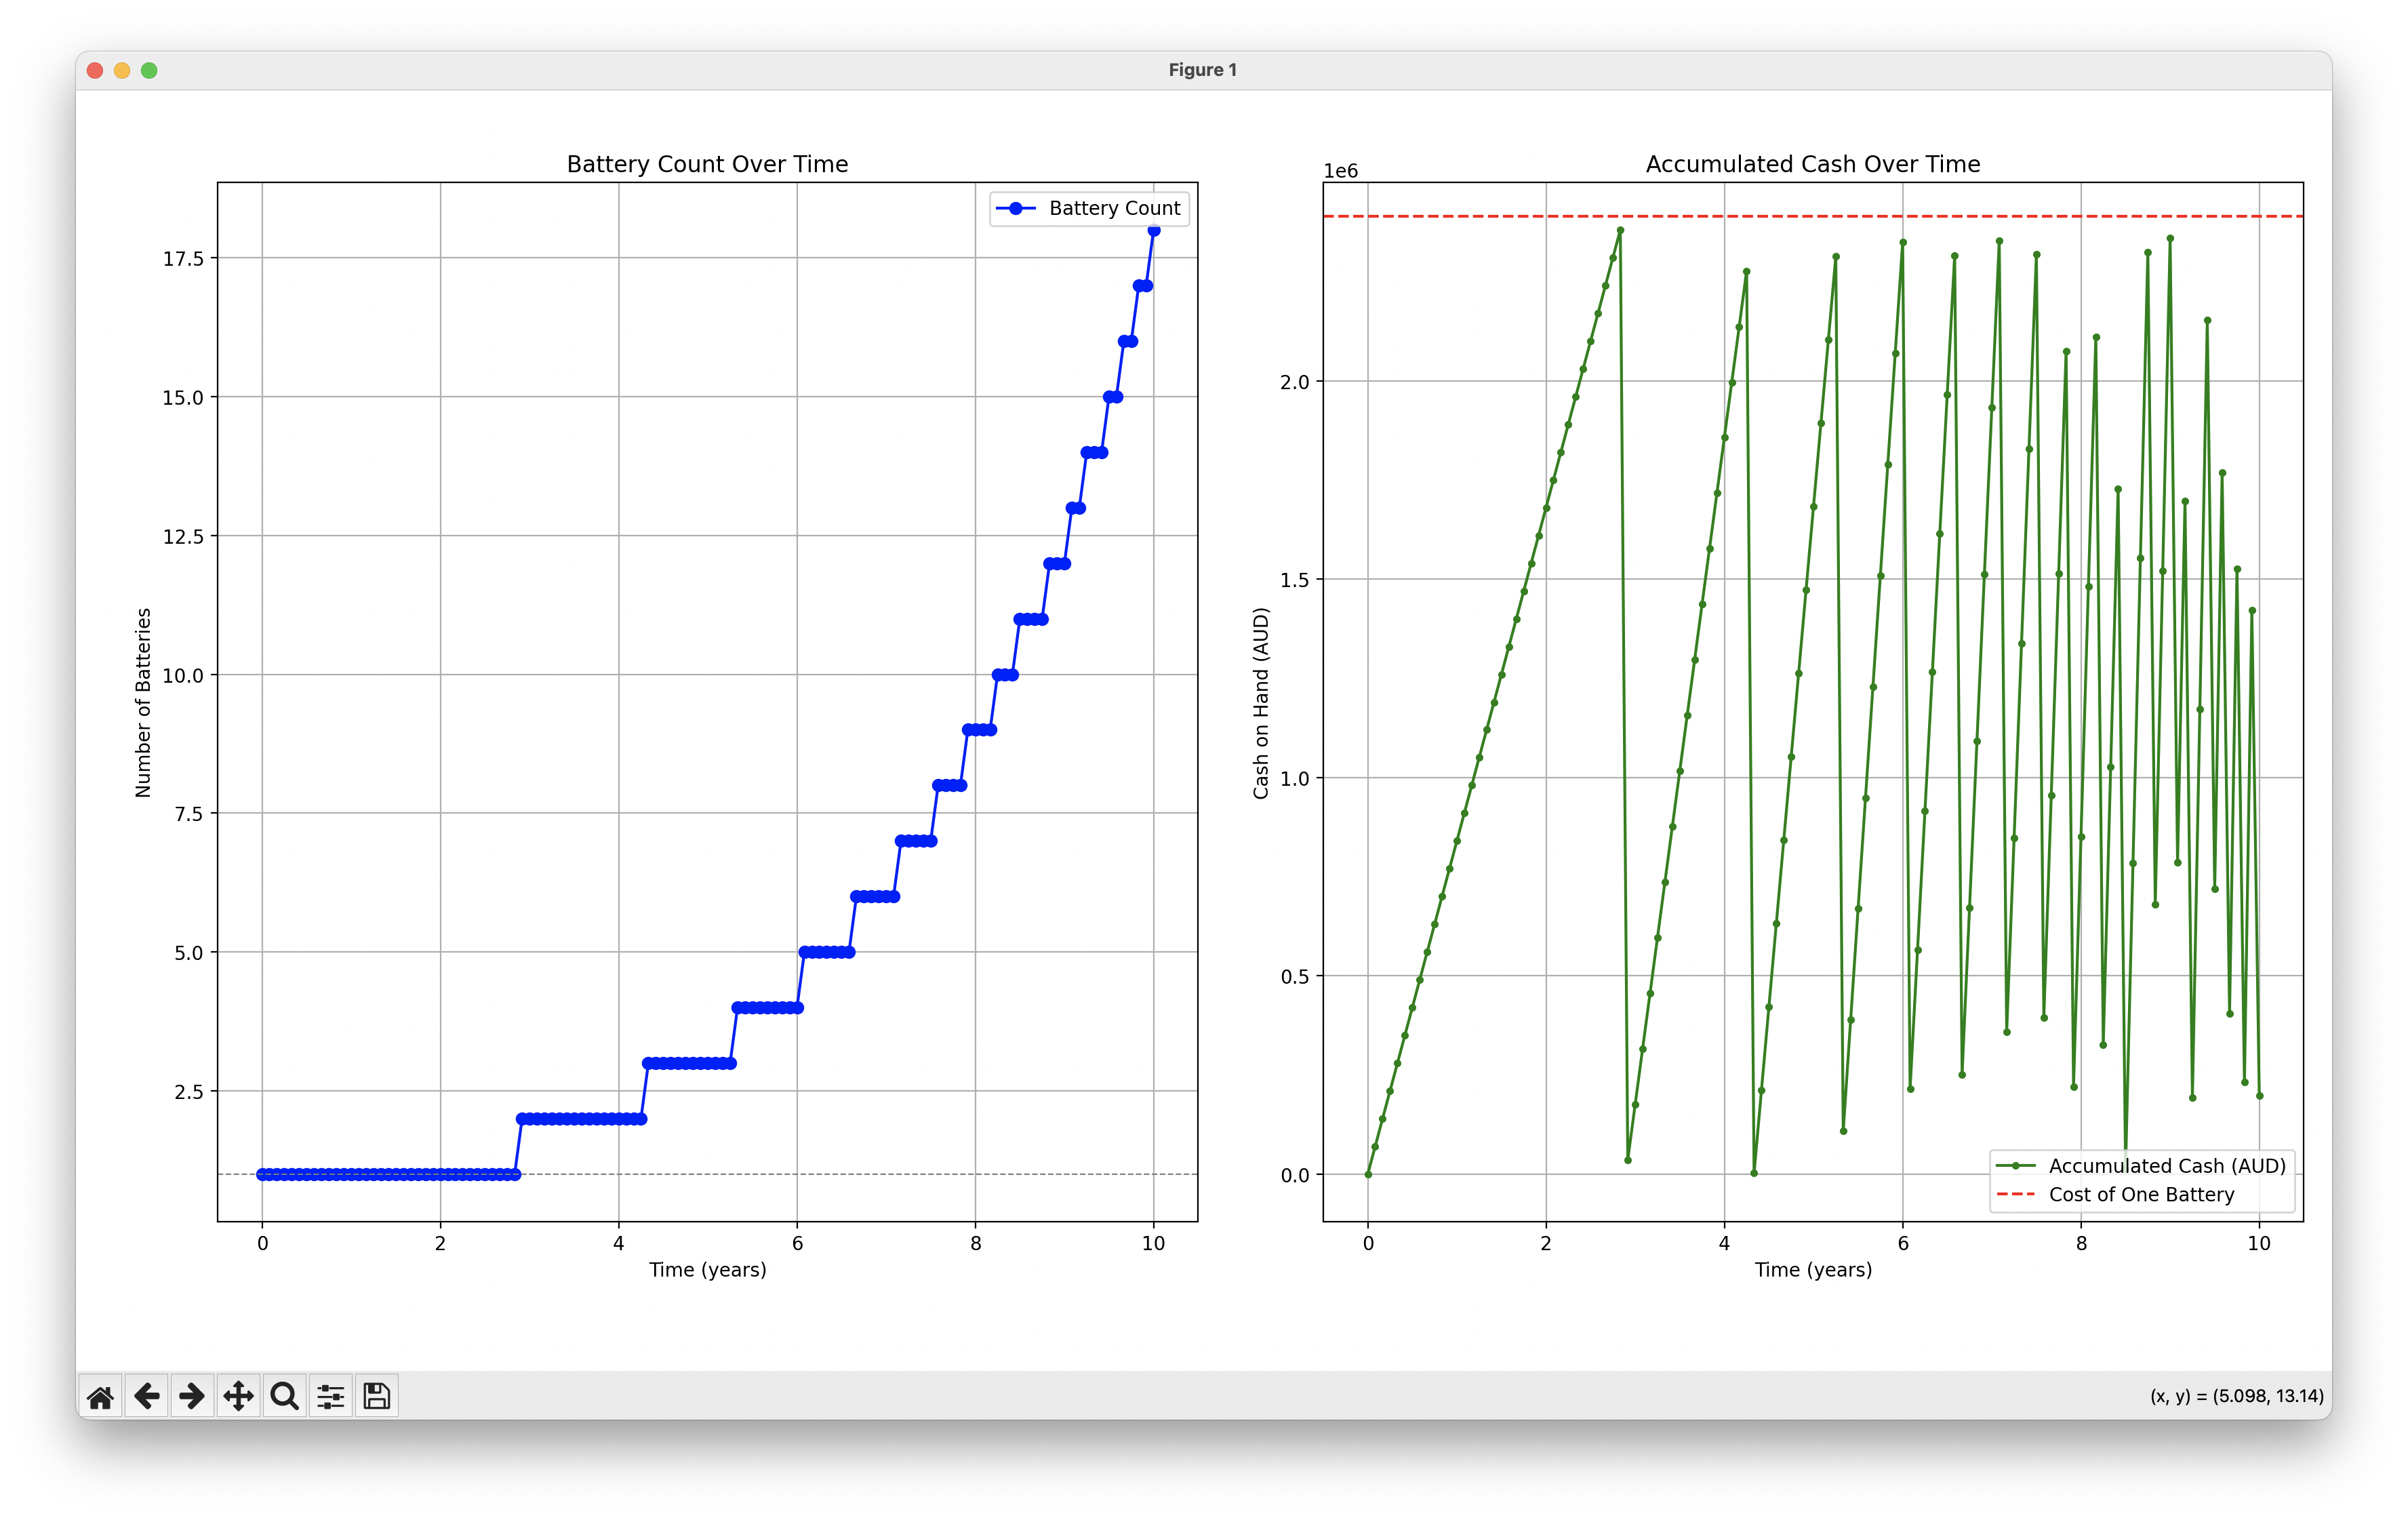 Figure 1
Battery Count Over Time
Battery Count
17.5
15.0
12.5
10.0
7.5
5.0
2.5
Number of Batteries
0 2 4 6 8 10
Time (years)
1e6
Accumulated Cash Over Time
2.0
1.5
1.0
0.5
0.0
Cash on Hand (AUD)
Accumulated Cash (AUD)
Cost of One Battery
0 2 4 6 8 10
Time (years)
(x, y) = (5.098, 13.14)